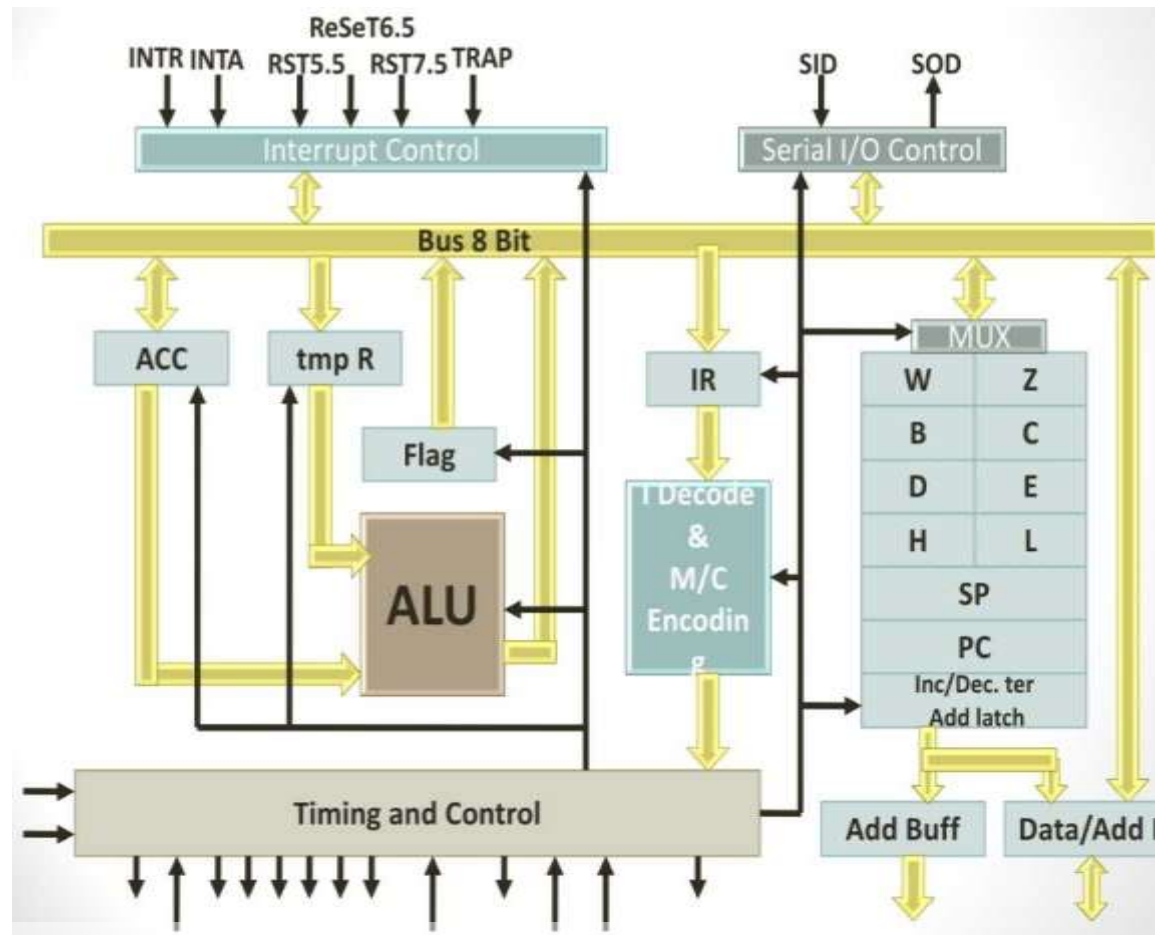 ReSeT6.5
INTR INTA RST5.5 RST7.5 TRAP
SID SOD
Interrupt Control
Serial I/O Control
Bus 8 Bit
ACC
tmp R
IR
MUX
W Z
B C
Flag
D E
H L
I Decode
&
M/C
Encodin
g
ALU
SP
PC
Inc/Dec. ter
Add latch
Timing and Control
Add Buff
Data/Add